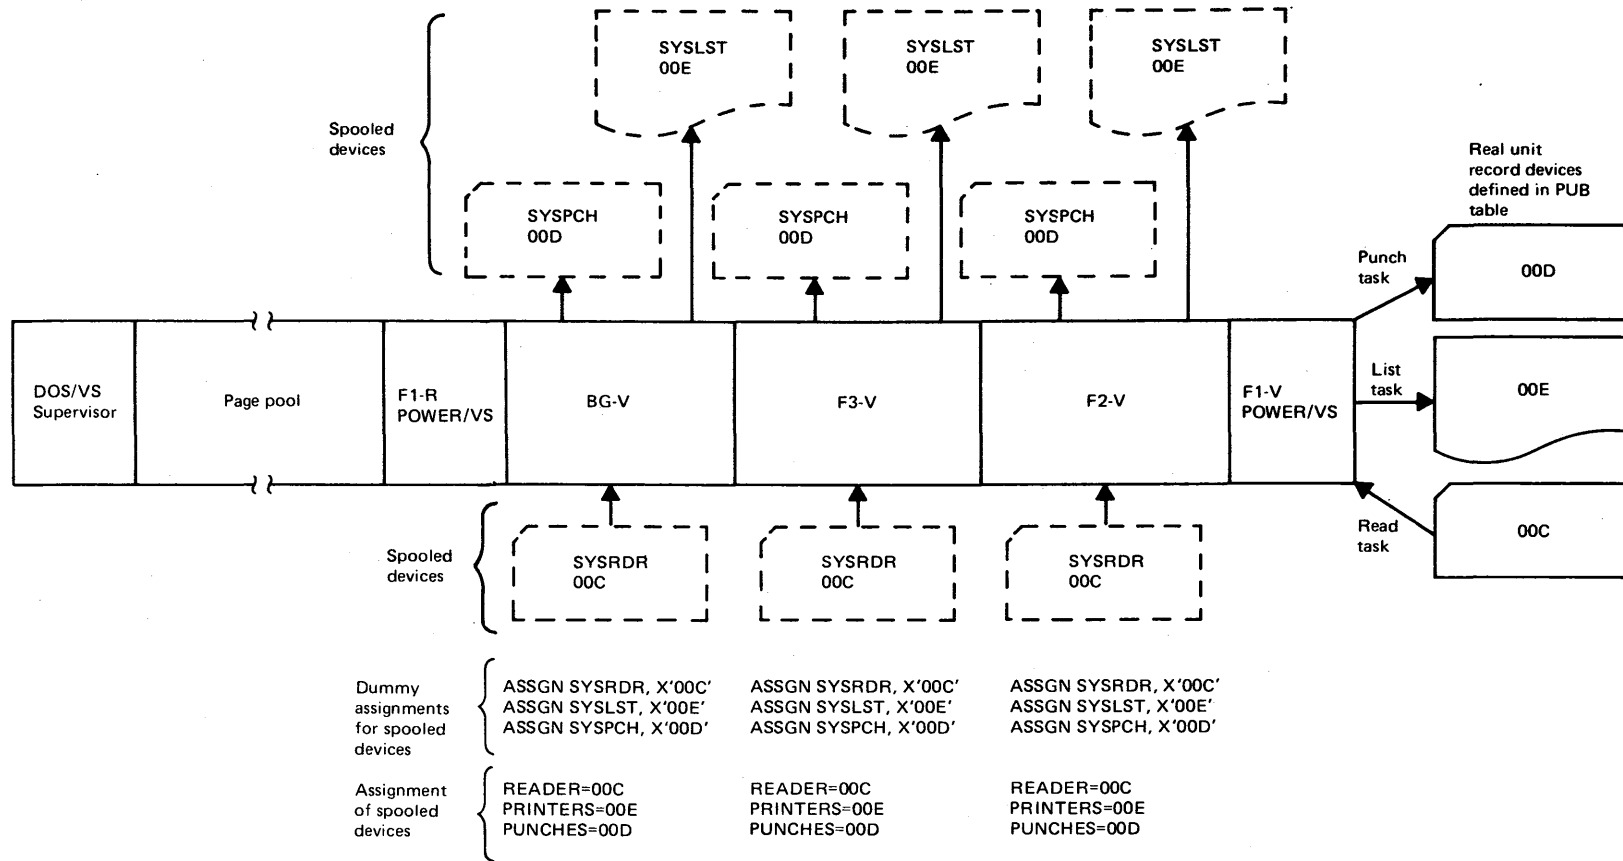 SYSLST
00E
SYSLST
00E
SYSLST
00E
Spooled
devices
Real unit
record devices
defined in PUB
table
SYSPCH
00D
SYSPCH
00D
SYSPCH
00D
Punch
task
00D
DOS/VS
Supervisor
Page pool
F1-R
POWER/VS
BG-V
F3-V
F2-V
F1-V
POWER/VS
List
task
00E
Read
task
00C
Spooled
devices
SYSRDR
00C
SYSRDR
00C
SYSRDR
00C
Dummy
assignments
for spooled
devices
ASSGN SYSRDR, X'00C'
ASSGN SYSLST, X'00E'
ASSGN SYSPCH, X'00D'
ASSGN SYSRDR, X'00C'
ASSGN SYSLST, X'00E'
ASSGN SYSPCH, X'00D'
ASSGN SYSRDR, X'00C'
ASSGN SYSLST, X'00E'
ASSGN SYSPCH, X'00D'
Assignment
of spooled
devices
READER=00C
PRINTERS=00E
PUNCHES=00D
READER=00C
PRINTERS=00E
PUNCHES=00D
READER=00C
PRINTERS=00E
PUNCHES=00D